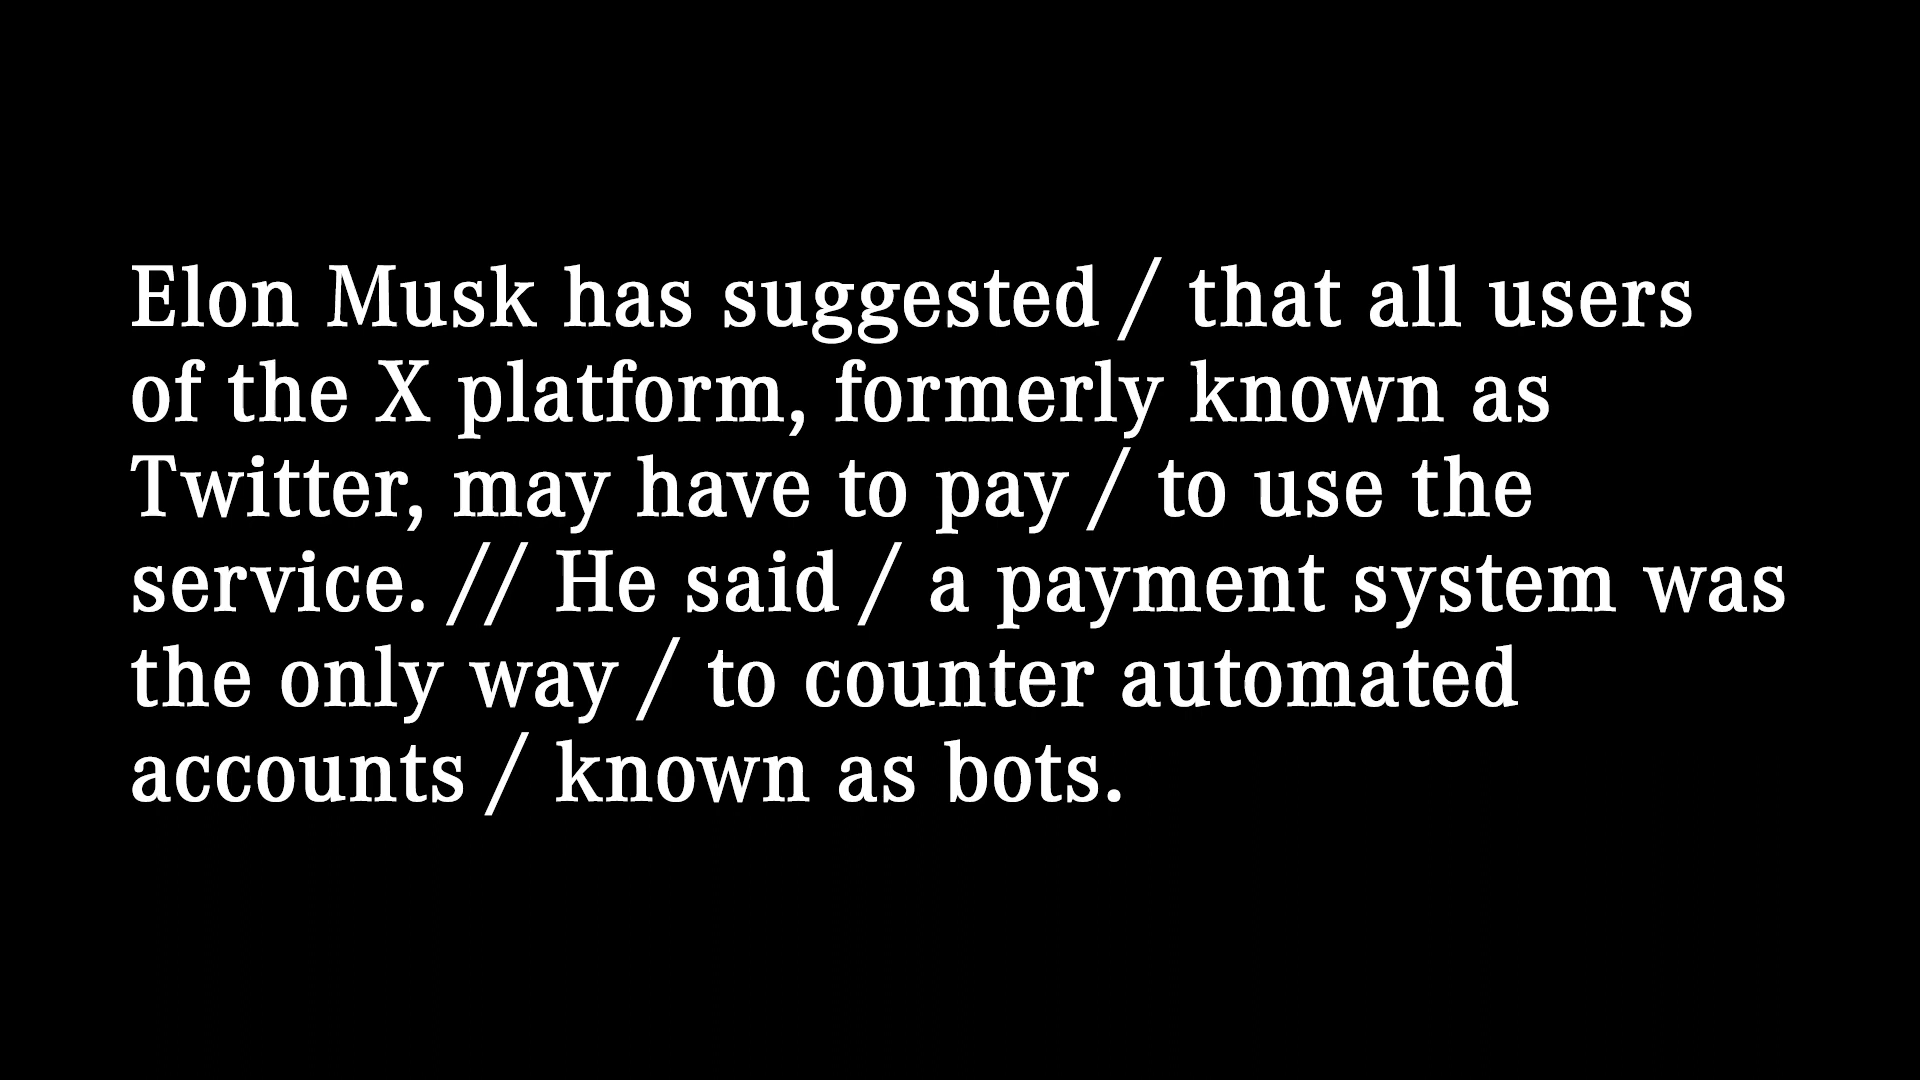 Elon Musk has suggested / that all users
of the X platform, formerly known as
Twitter, may have to pay / to use the
service. // He said / a payment system was
the only way / to counter automated
accounts / known as bots.